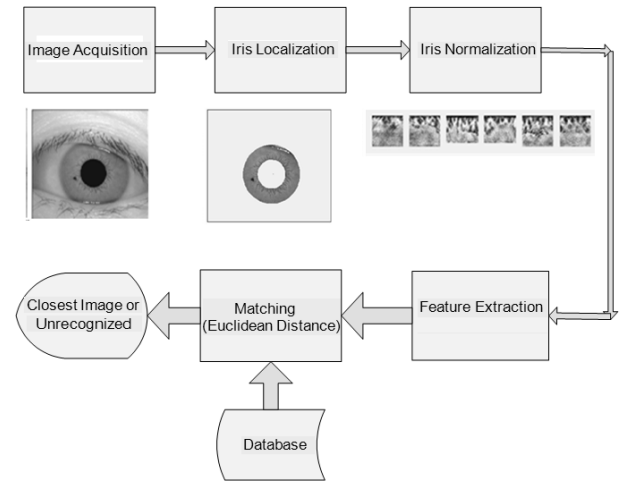 Image Acquisition
Iris Localization
Iris Normalization
Feature Extraction
Matching
(Euclidean Distance)
Closest Image or
Unrecognized
Database